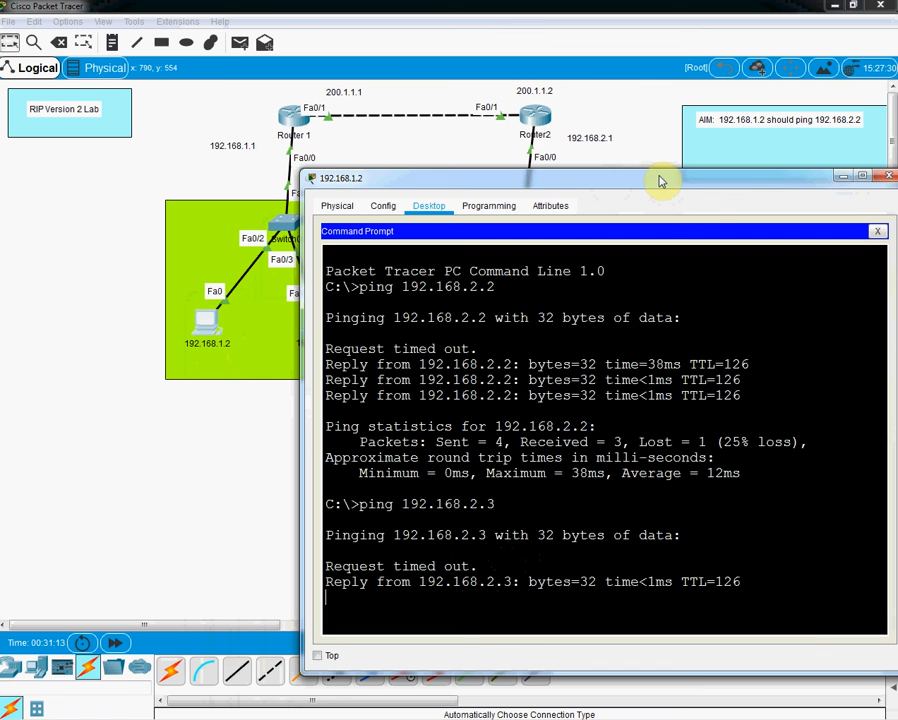 Cisco Packet Tracer
File Edit Options View Tools Extensions Help
Logical Physical x: 790, y: 554 [Root] 15:27:30
RIP Version 2 Lab
200.1.1.1
200.1.1.2
Fa0/1
Fa0/1
Router 1
Router2
192.168.1.1
192.168.2.1
Fa0/0
Fa0/0
AIM: 192.168.1.2 should ping 192.168.2.2
Fa0/2
Fa0/3
Fa0
192.168.1.2
192.168.1.2
Physical Config Desktop Programming Attributes
Command Prompt X
Packet Tracer PC Command Line 1.0
C:\>ping 192.168.2.2
Pinging 192.168.2.2 with 32 bytes of data:
Request timed out.
Reply from 192.168.2.2: bytes=32 time=38ms TTL=126
Reply from 192.168.2.2: bytes=32 time<1ms TTL=126
Reply from 192.168.2.2: bytes=32 time<1ms TTL=126
Ping statistics for 192.168.2.2:
Packets: Sent = 4, Received = 3, Lost = 1 (25% loss),
Approximate round trip times in milli-seconds:
Minimum = 0ms, Maximum = 38ms, Average = 12ms
C:\>ping 192.168.2.3
Pinging 192.168.2.3 with 32 bytes of data:
Request timed out.
Reply from 192.168.2.3: bytes=32 time<1ms TTL=126
Top
Time: 00:31:13
Automatically Choose Connection Type